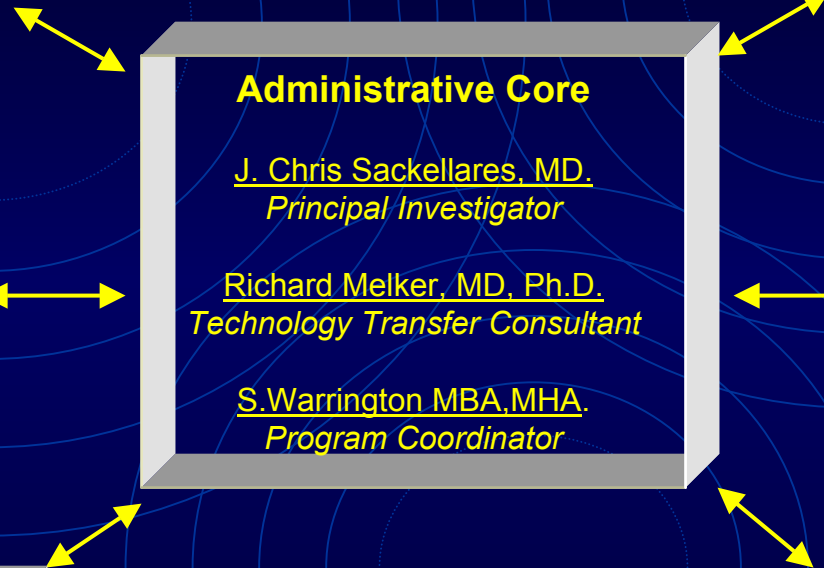 Administrative Core
J. Chris Sackellares, MD.
Principal Investigator
Richard Melker, MD, Ph.D.
Technology Transfer Consultant
S.Warrington MBA,MHA.
Program Coordinator